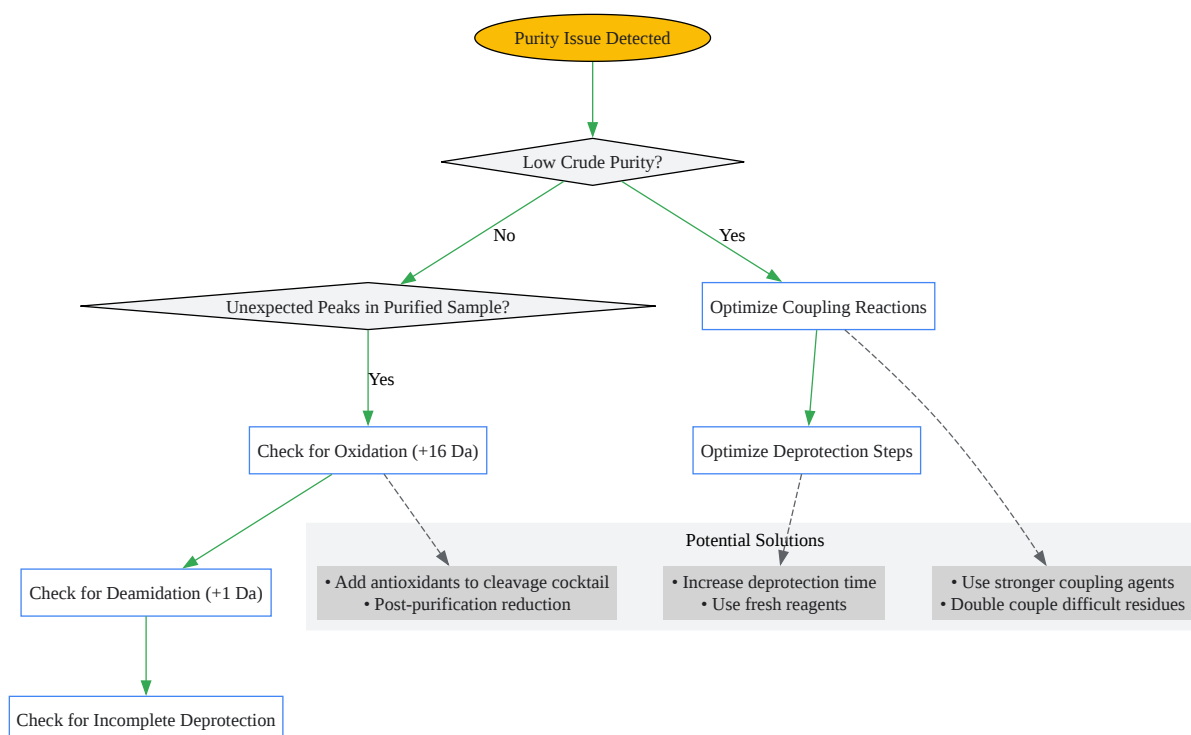 Purity Issue Detected
Low Crude Purity?
No
Yes
Unexpected Peaks in Purified Sample?
Optimize Coupling Reactions
Yes
Check for Oxidation (+16 Da)
Optimize Deprotection Steps
Potential Solutions
• Add antioxidants to cleavage cocktail
• Post-purification reduction
• Increase deprotection time
• Use fresh reagents
• Use stronger coupling agents
• Double couple difficult residues
Check for Deamidation (+1 Da)
Check for Incomplete Deprotection